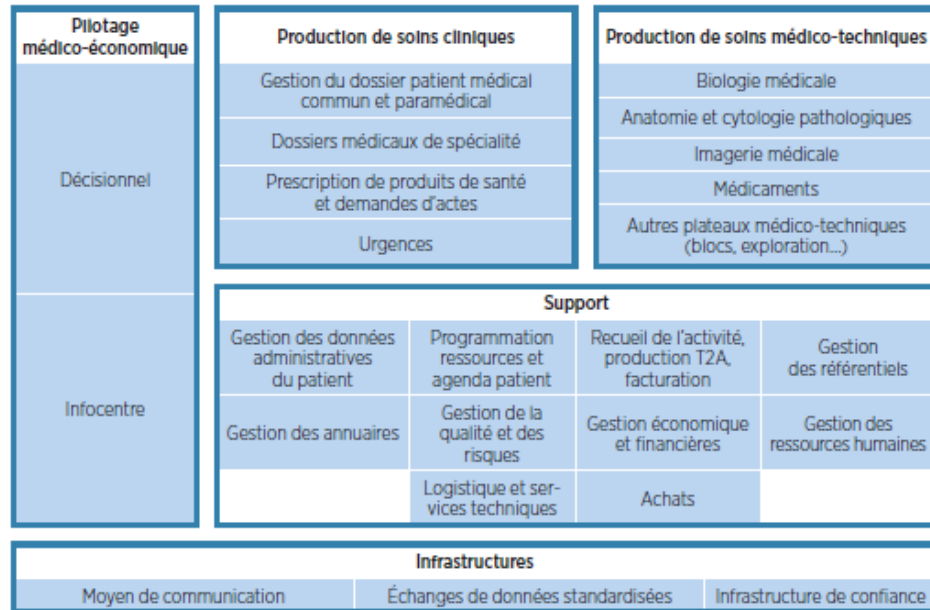 Pilotage
médico-économique
Décisionnel
Infocentre
Production de soins cliniques
Gestion du dossier patient médical
commun et paramédical
Dossiers médicaux de spécialité
Prescription de produits de santé
et demandes d'actes
Urgences
Production de soins médico-techniques
Biologie médicale
Anatomie et cytologie pathologiques
Imagerie médicale
Médicaments
Autres plateaux médico-techniques
(blocs, exploration...)
Support
Gestion des données
administratives
du patient
Programmation
ressources et
agenda patient
Recueil de l'activité,
production T2A,
facturation
Gestion
des référentiels
Gestion des annuaires
Gestion de la
qualité et des
risques
Gestion économique
et financières
Gestion des
ressources humaines
Logistique et ser-
vices techniques
Achats
Infrastructures
Moyen de communication
Échanges de données standardisées
Infrastructure de confiance